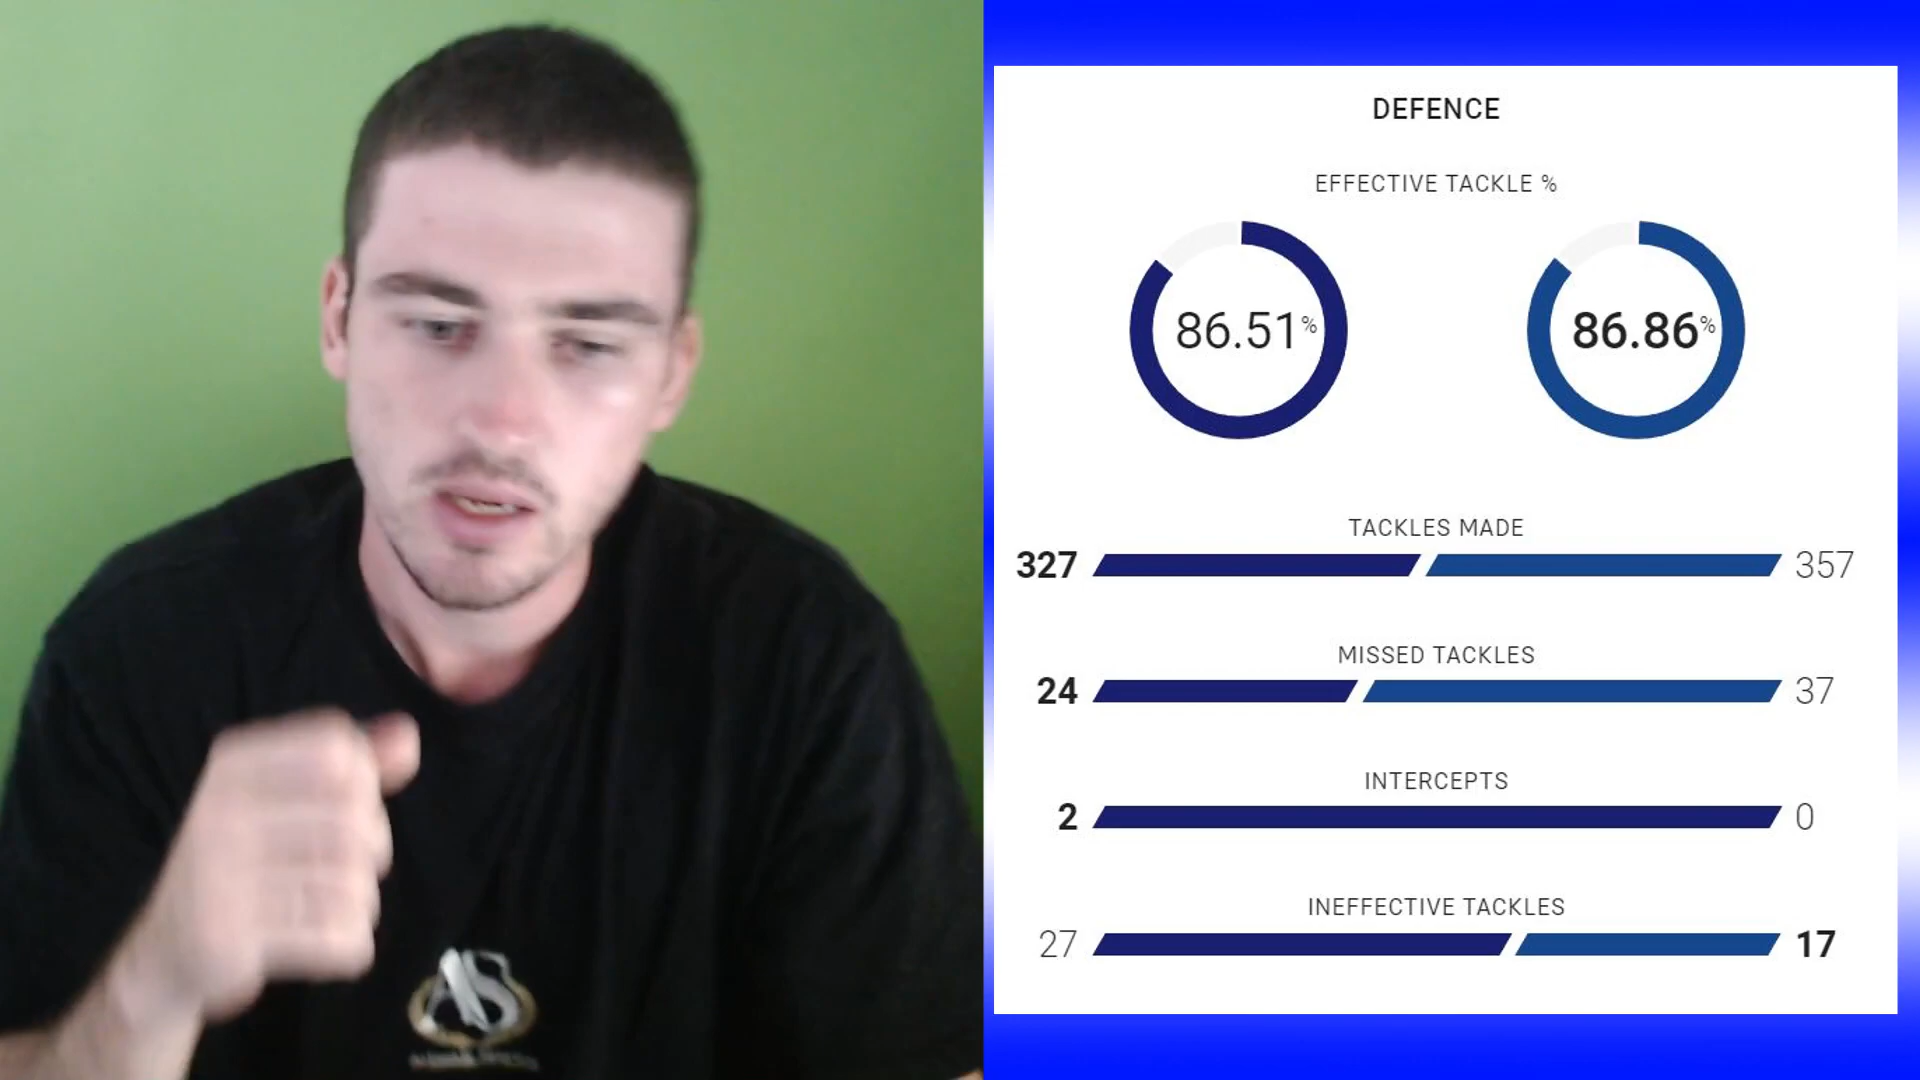 DEFENCE
EFFECTIVE TACKLE %
86.51%
86.86%
TACKLES MADE
327
357
MISSED TACKLES
24
37
INTERCEPTS
2
0
INEFFECTIVE TACKLES
27
17
AS